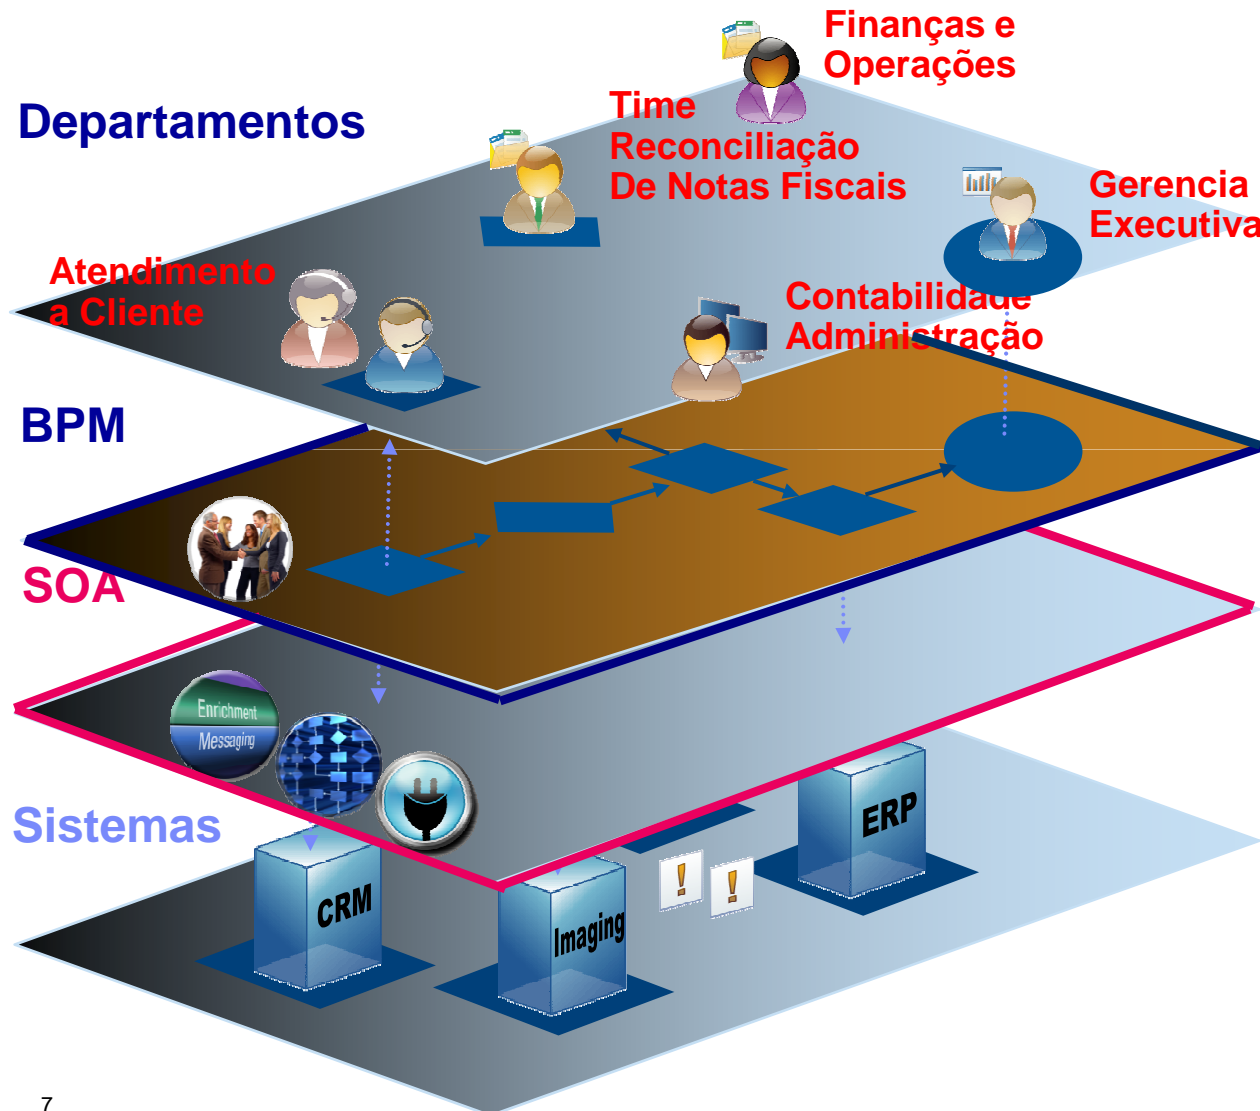 Finanças e
Operações
Departamentos
Time
Reconciliação
De Notas Fiscais
Gerencia
Executiva
Atendimento
a Cliente
Contabilidade
Administração
BPM
SOA
Enrichment
Messaging
Sistemas
ERP
CRM
Imaging
!
!
7